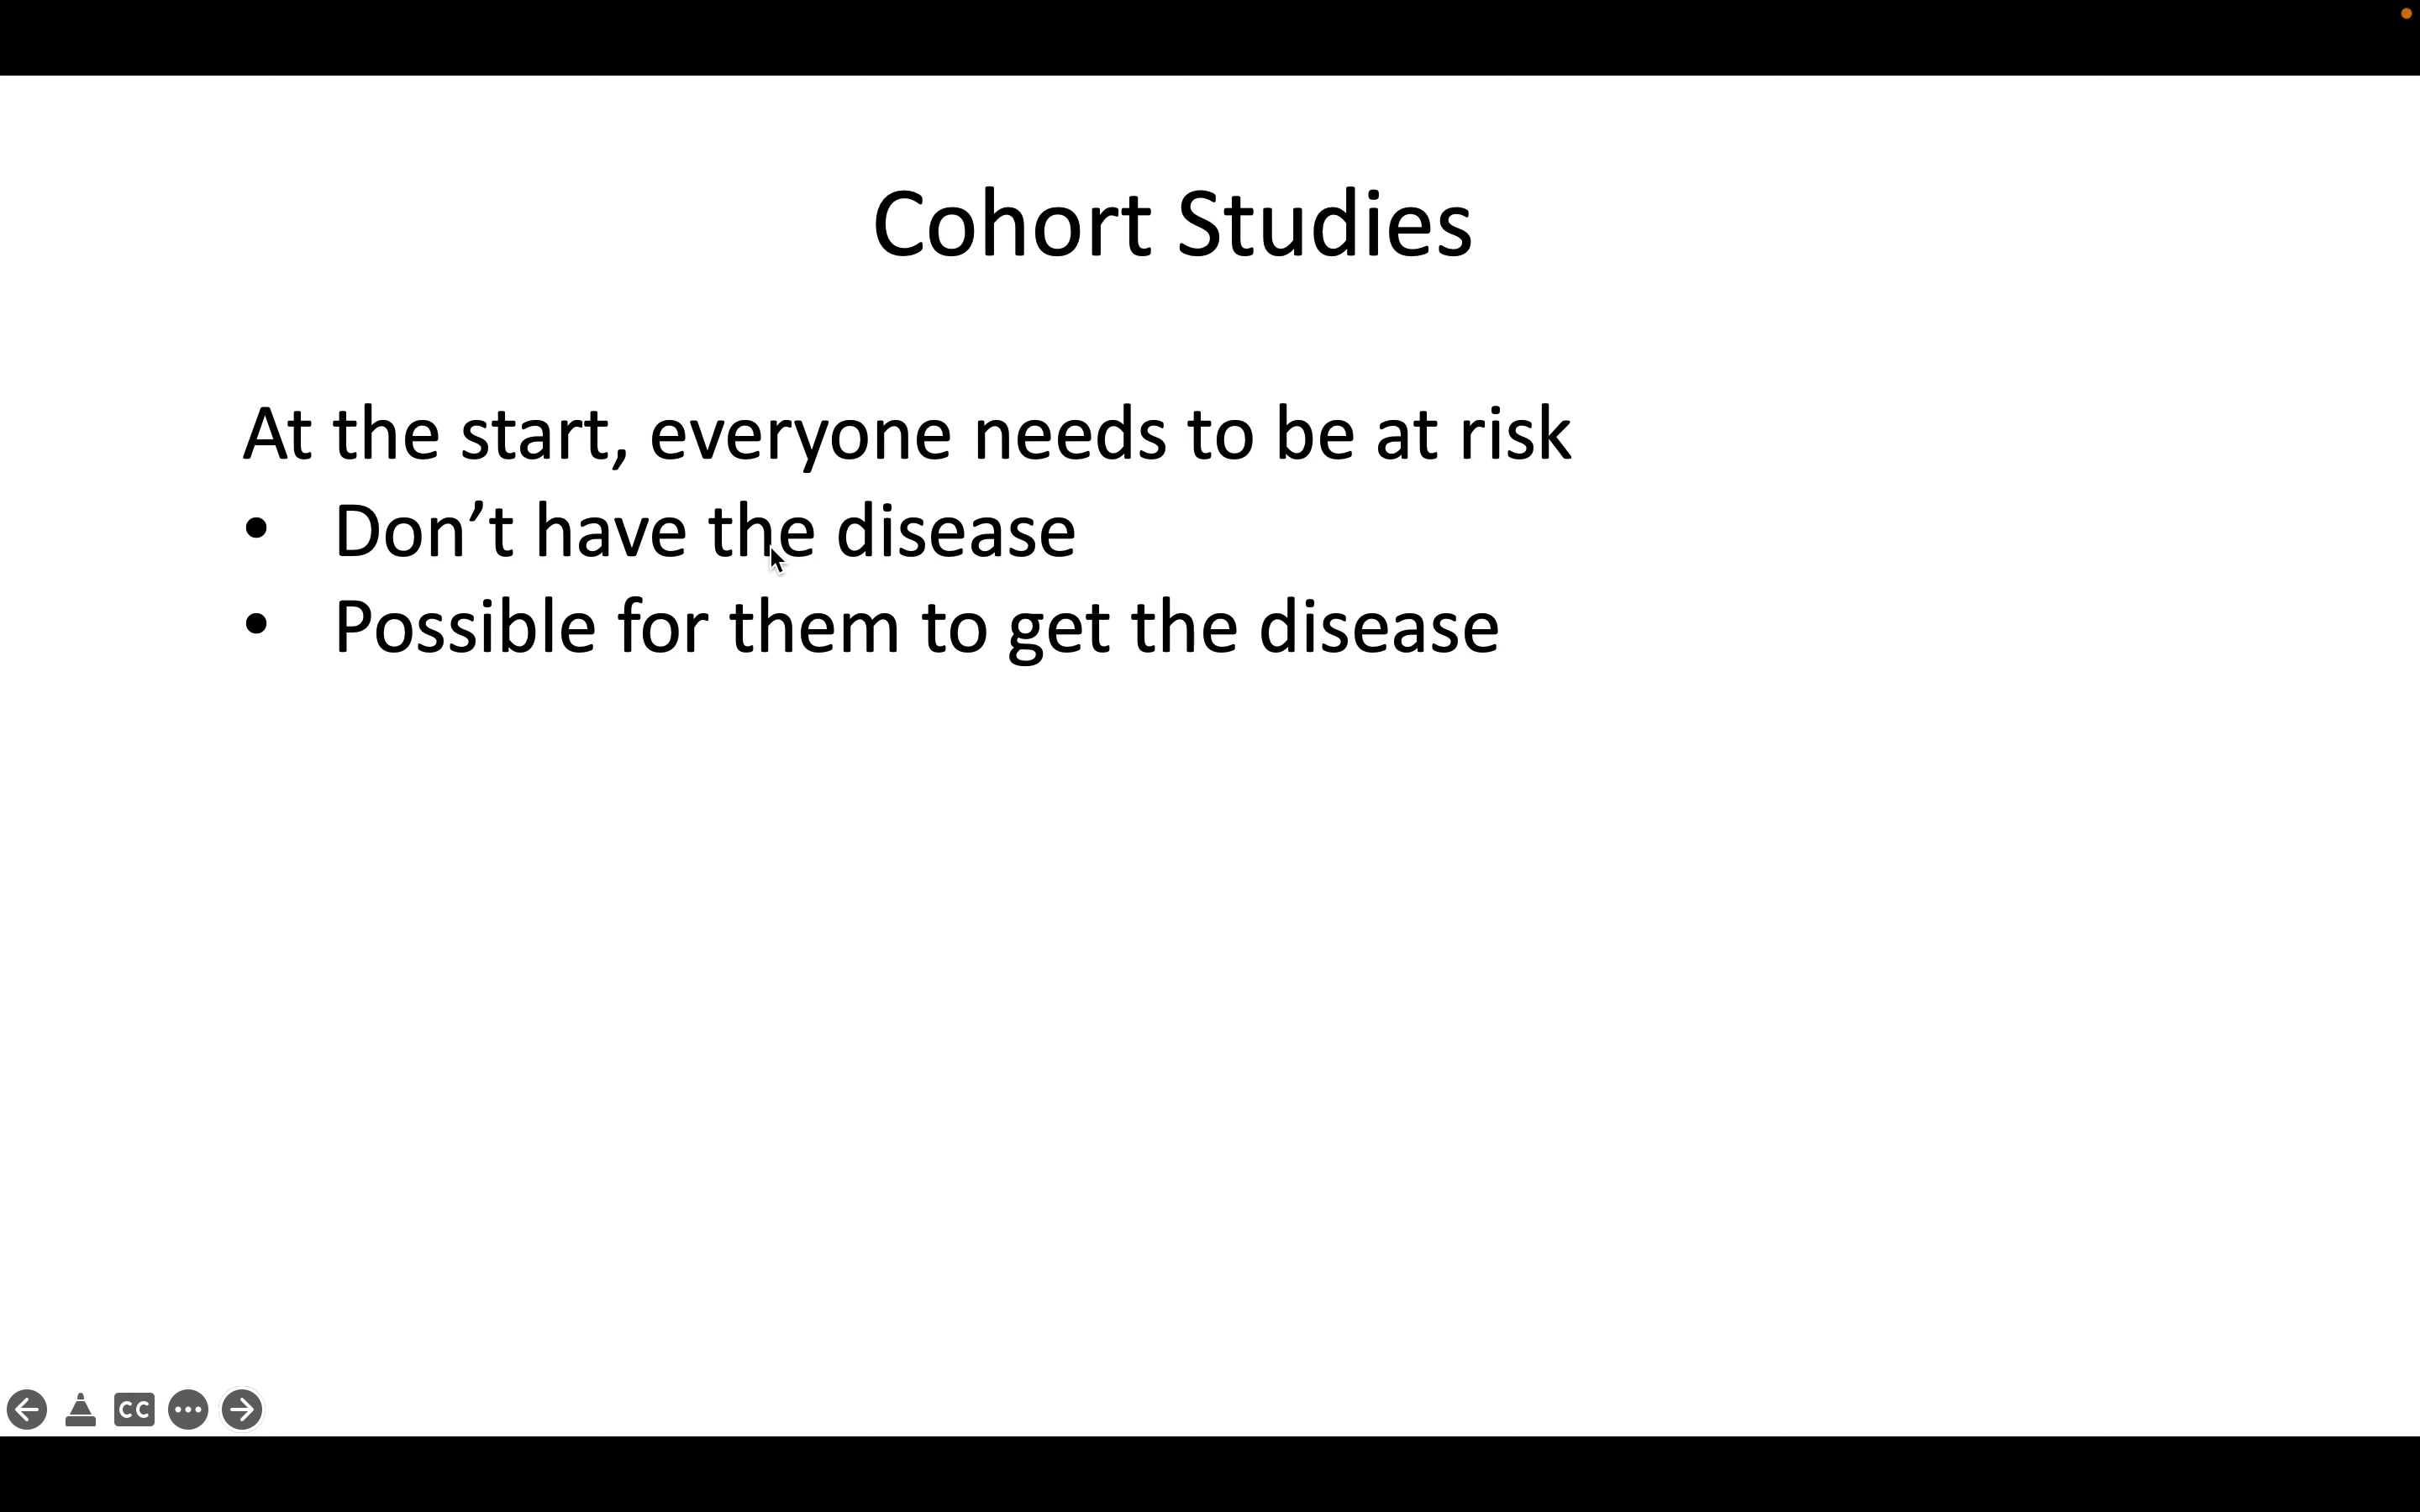 Cohort Studies
At the start, everyone needs to be at risk
• Don’t have the disease
• Possible for them to get the disease
CC